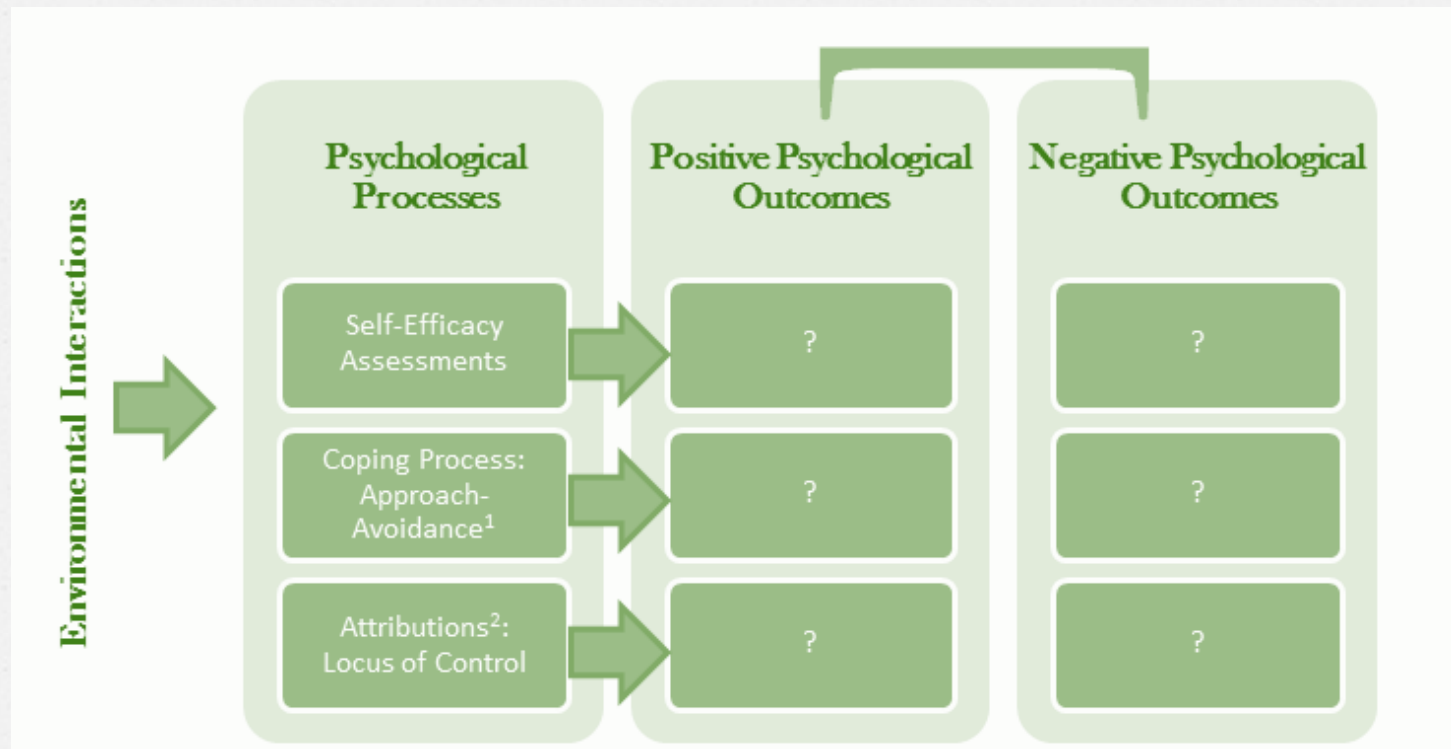 Environmental Interactions
Psychological
Processes
Self-Efficacy
Assessments
Coping Process:
Approach-
Avoidance¹
Attributions²:
Locus of Control
Positive Psychological
Outcomes
?
?
?
Negative Psychological
Outcomes
?
?
?